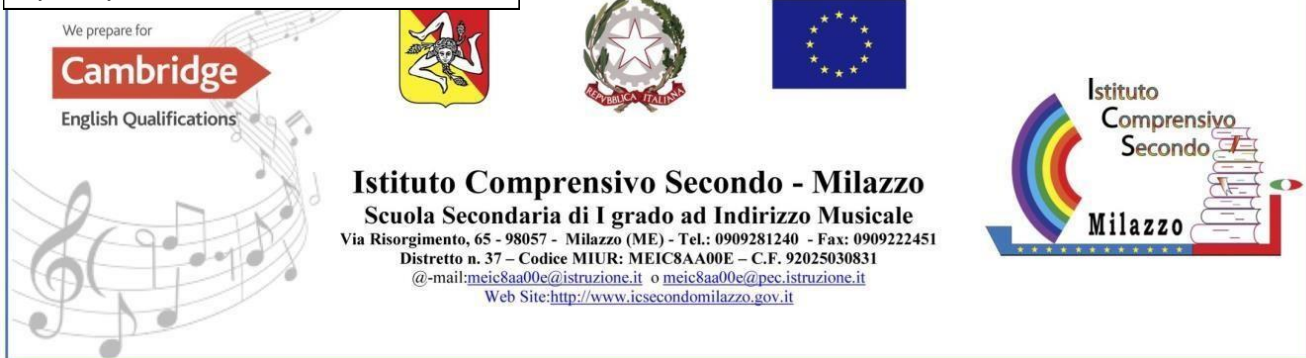 We prepare for
Cambridge
English Qualifications
REPVBBLICA ITALIANA
Istituto
Comprensivo
Secondo
Milazzo
Istituto Comprensivo Secondo - Milazzo
Scuola Secondaria di I grado ad Indirizzo Musicale
Via Risorgimento, 65 - 98057 - Milazzo (ME) - Tel.: 0909281240 - Fax: 0909222451
Distretto n. 37 – Codice MIUR: MEIC8AA00E – C.F. 92025030831
@-mail:meic8aa00e@istruzione.it o meic8aa00e@pec.istruzione.it
Web Site:http://www.icsecondomilazzo.gov.it